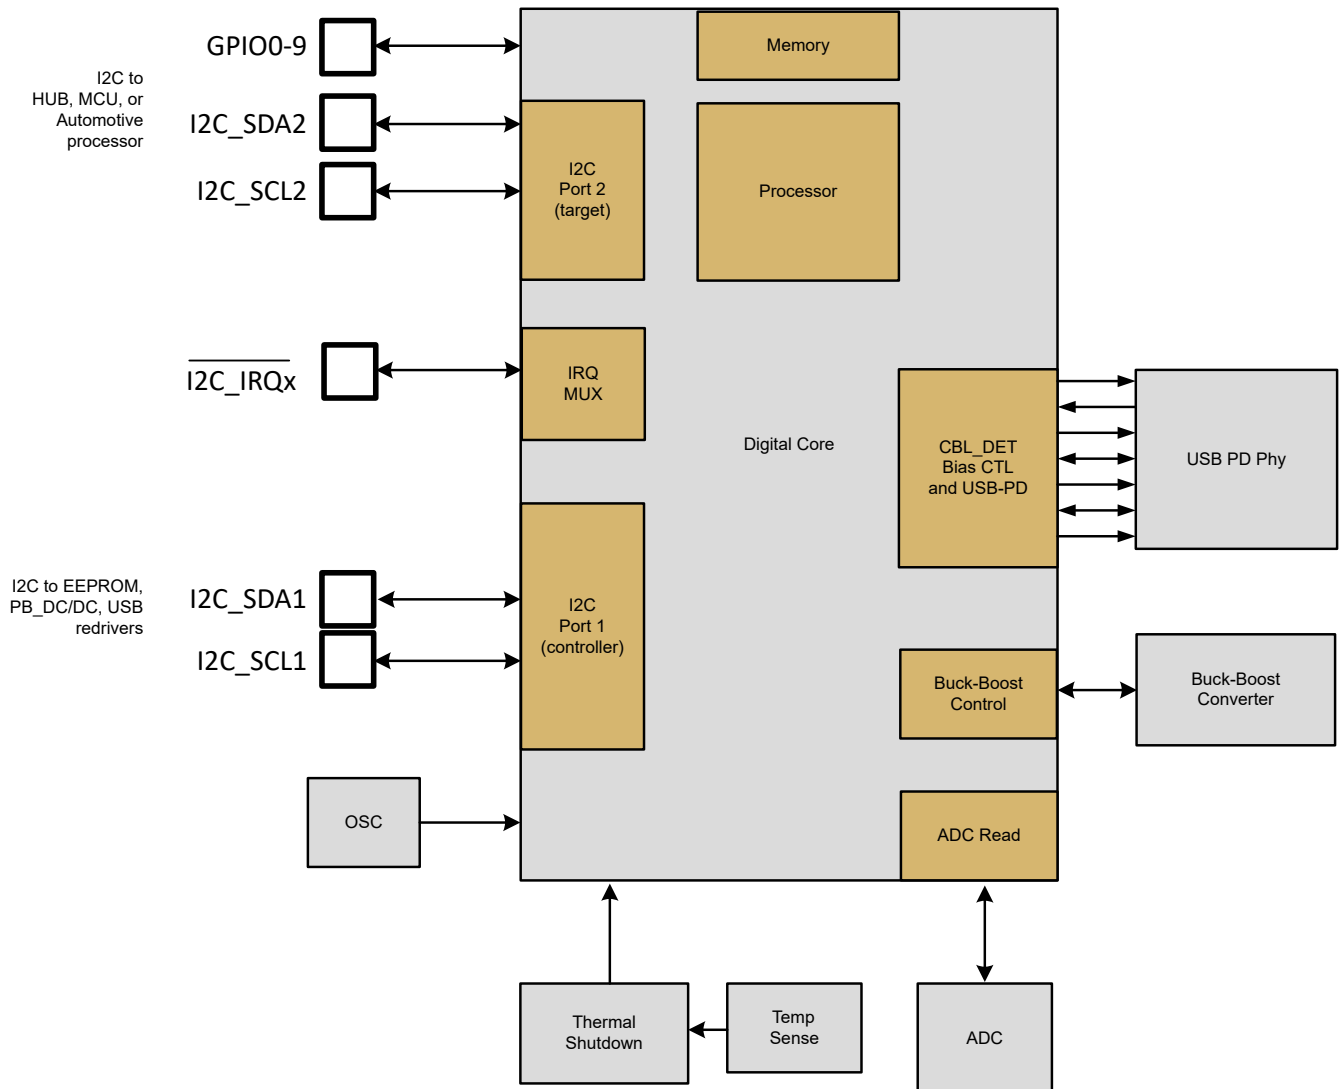 GPIO0-9
Memory
I2C to
HUB, MCU, or
Automotive
processor
I2C_SDA2
I2C_SCL2
I2C
Port 2
(target)
Processor
I2C_IRQx
IRQ
MUX
Digital Core
CBL_DET
Bias CTL
and USB-PD
USB PD Phy
I2C to EEPROM,
PB_DC/DC, USB
redrivers
I2C_SDA1
I2C_SCL1
I2C
Port 1
(controller)
Buck-Boost
Control
Buck-Boost
Converter
OSC
ADC Read
Thermal
Shutdown
Temp
Sense
ADC